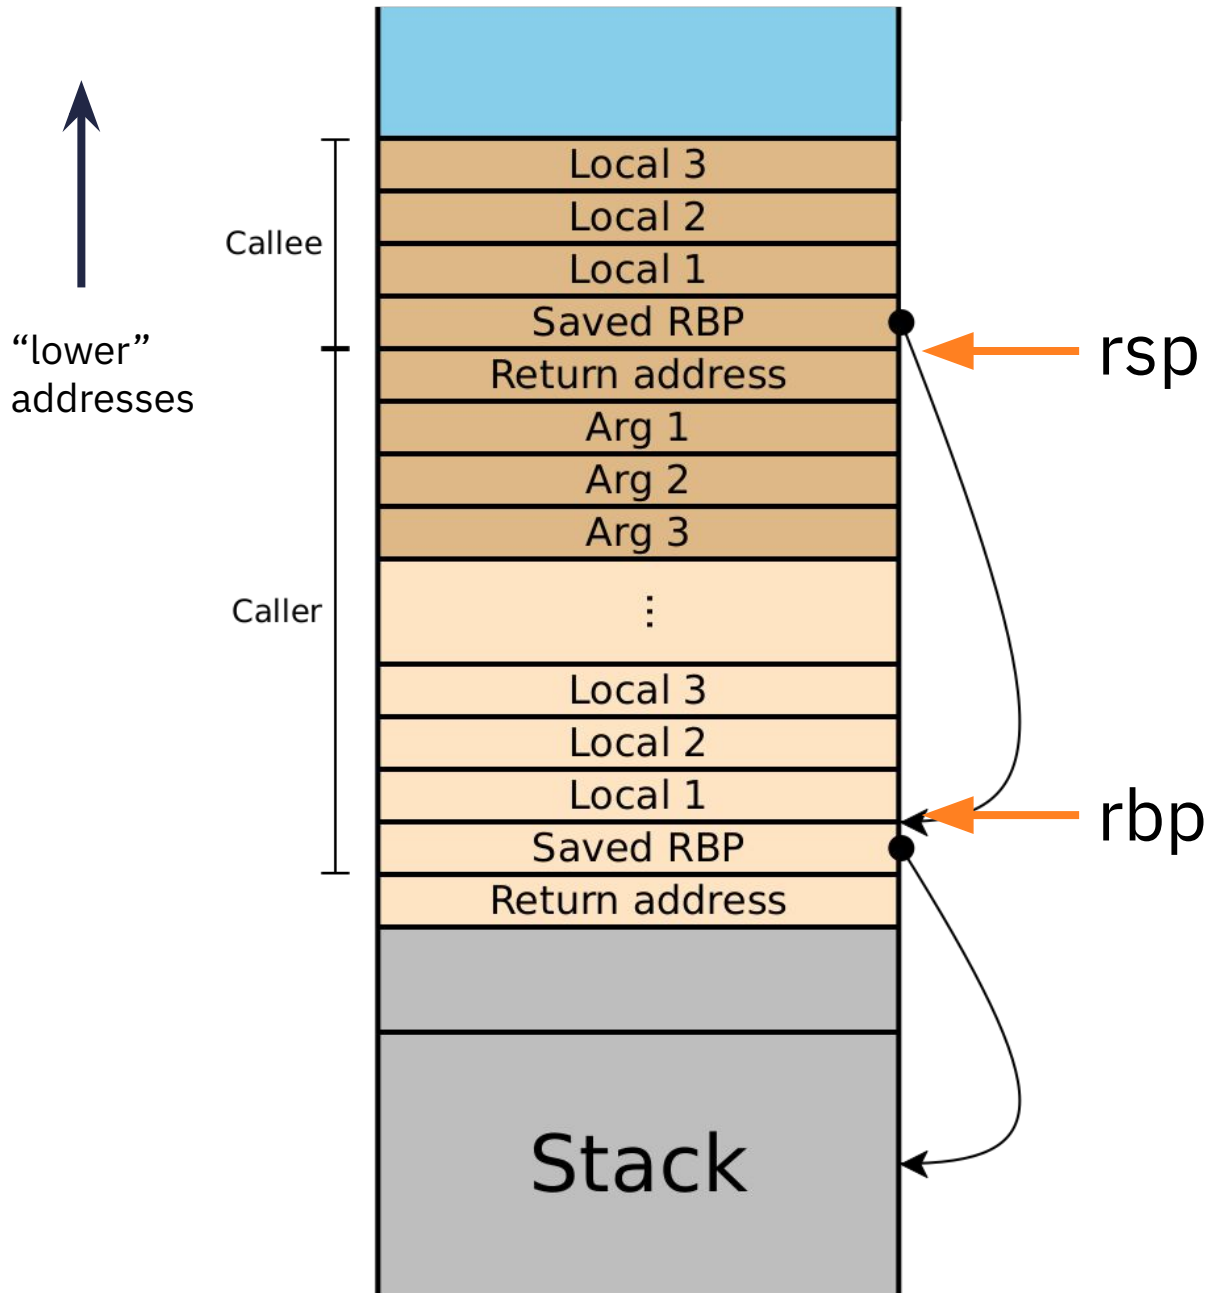 Local 3
Local 2
Callee
Local 1
Saved RBP
“lower”
addresses
rsp
Return address
Arg 1
Arg 2
Arg 3
Caller
⋮
Local 3
Local 2
Local 1
rbp
Saved RBP
Return address
Stack